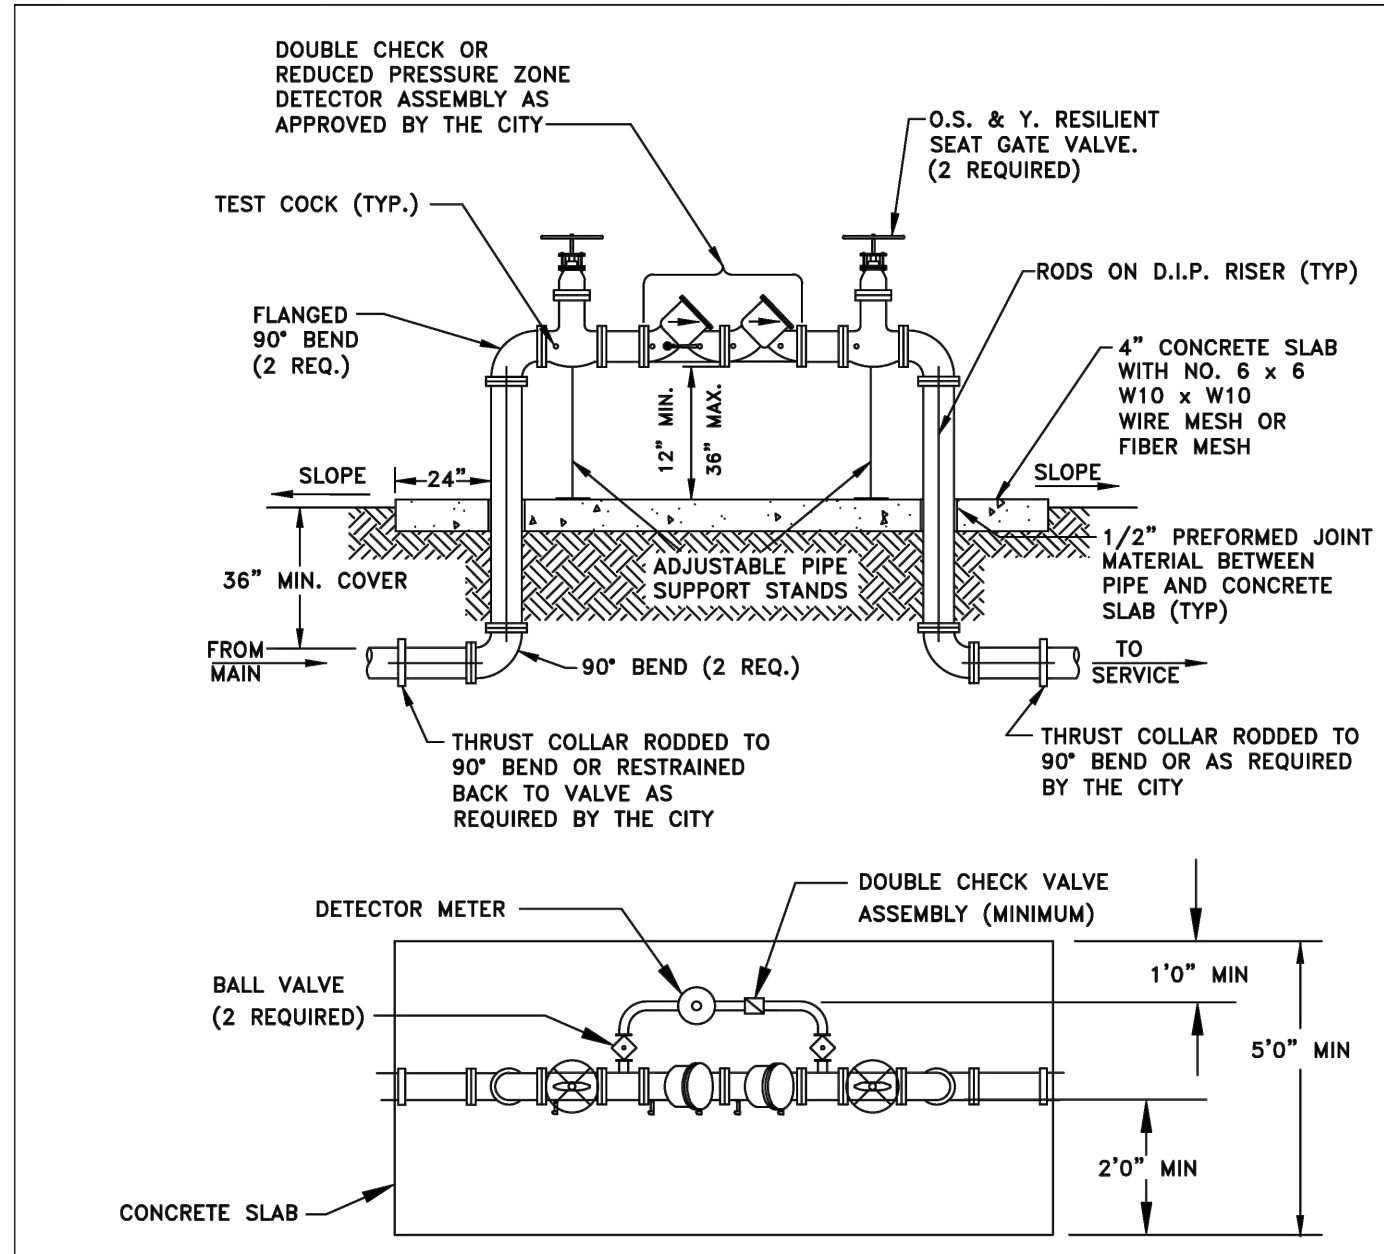 DOUBLE CHECK OR
REDUCED PRESSURE ZONE
DETECTOR ASSEMBLY AS
APPROVED BY THE CITY
O.S. & Y. RESILIENT
SEAT GATE VALVE.
(2 REQUIRED)
TEST COCK (TYP.)
RODS ON D.I.P. RISER (TYP)
FLANGED
90° BEND
(2 REQ.)
4" CONCRETE SLAB
WITH NO. 6 x 6
W10 x W10
WIRE MESH OR
FIBER MESH
12" MIN.
36" MAX.
SLOPE
24"
SLOPE
1/2" PREFORMED JOINT
MATERIAL BETWEEN
PIPE AND CONCRETE
SLAB (TYP)
ADJUSTABLE PIPE
SUPPORT STANDS
36" MIN. COVER
FROM
MAIN
90° BEND (2 REQ.)
TO
SERVICE
THRUST COLLAR RODDED TO
90° BEND OR RESTRAINED
BACK TO VALVE AS
REQUIRED BY THE CITY
THRUST COLLAR RODDED TO
90° BEND OR AS REQUIRED
BY THE CITY
DOUBLE CHECK VALVE
ASSEMBLY (MINIMUM)
DETECTOR METER
BALL VALVE
(2 REQUIRED)
1'0" MIN
5'0" MIN
2'0" MIN
CONCRETE SLAB